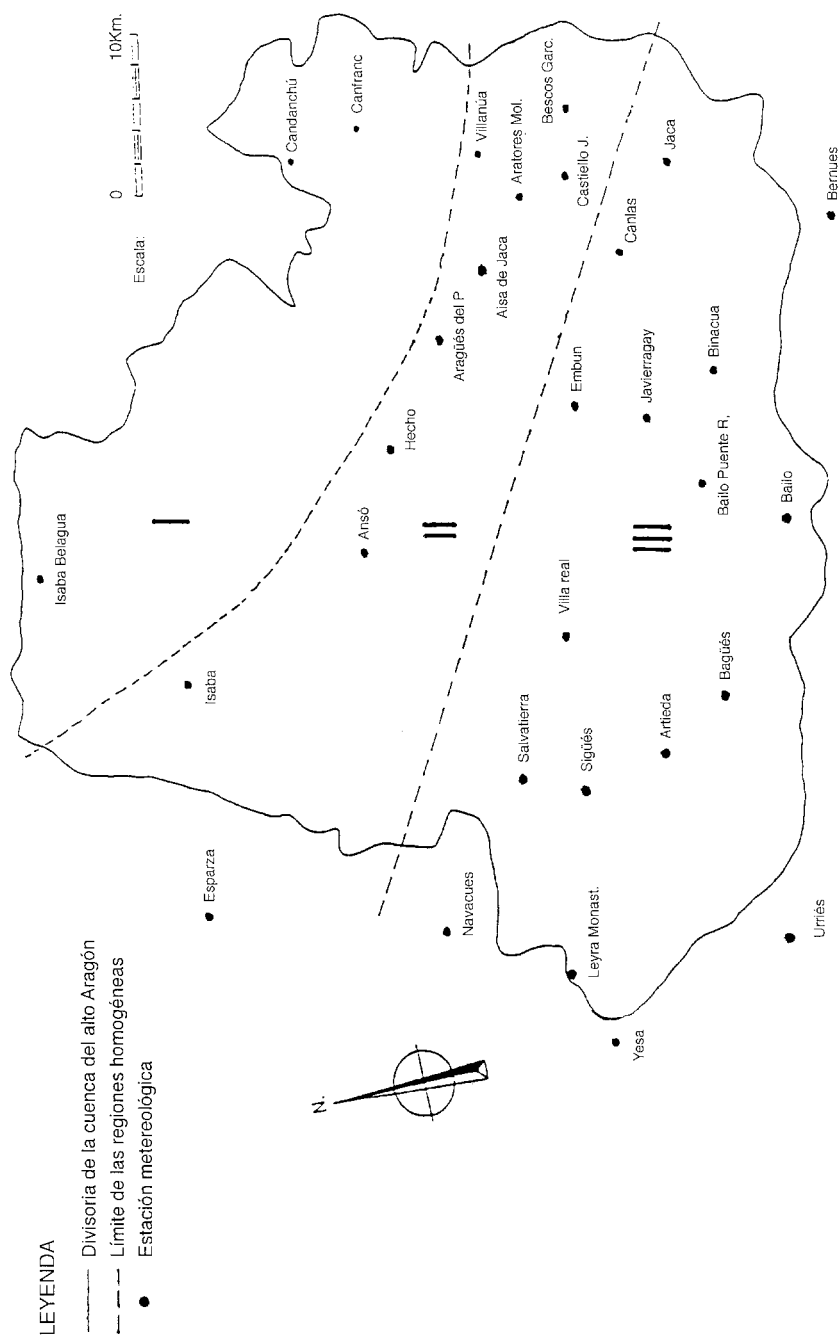 LEYENDA
Divisoria de la cuenca del alto Aragón
Límite de las regiones homogéneas
Estación metereológica
Escala:
0
10Km.
N.
Candanchú
Canfranc
Isaba Belagua
I
Isaba
Esparza
Ansó
Hecho
Aragüés del P
Aisa de Jaca
Villanúa
Aratores Mol.
Bescos Garc.
Castiello J.
II
Navacues
Salvatierra
Sigüés
Villa real
Embun
Canlas
Jaca
Leyra Monast.
Yesa
Artieda
III
Javierragay
Bagüés
Bailo Puente R,
Binacua
Urriés
Bailo
Bernues